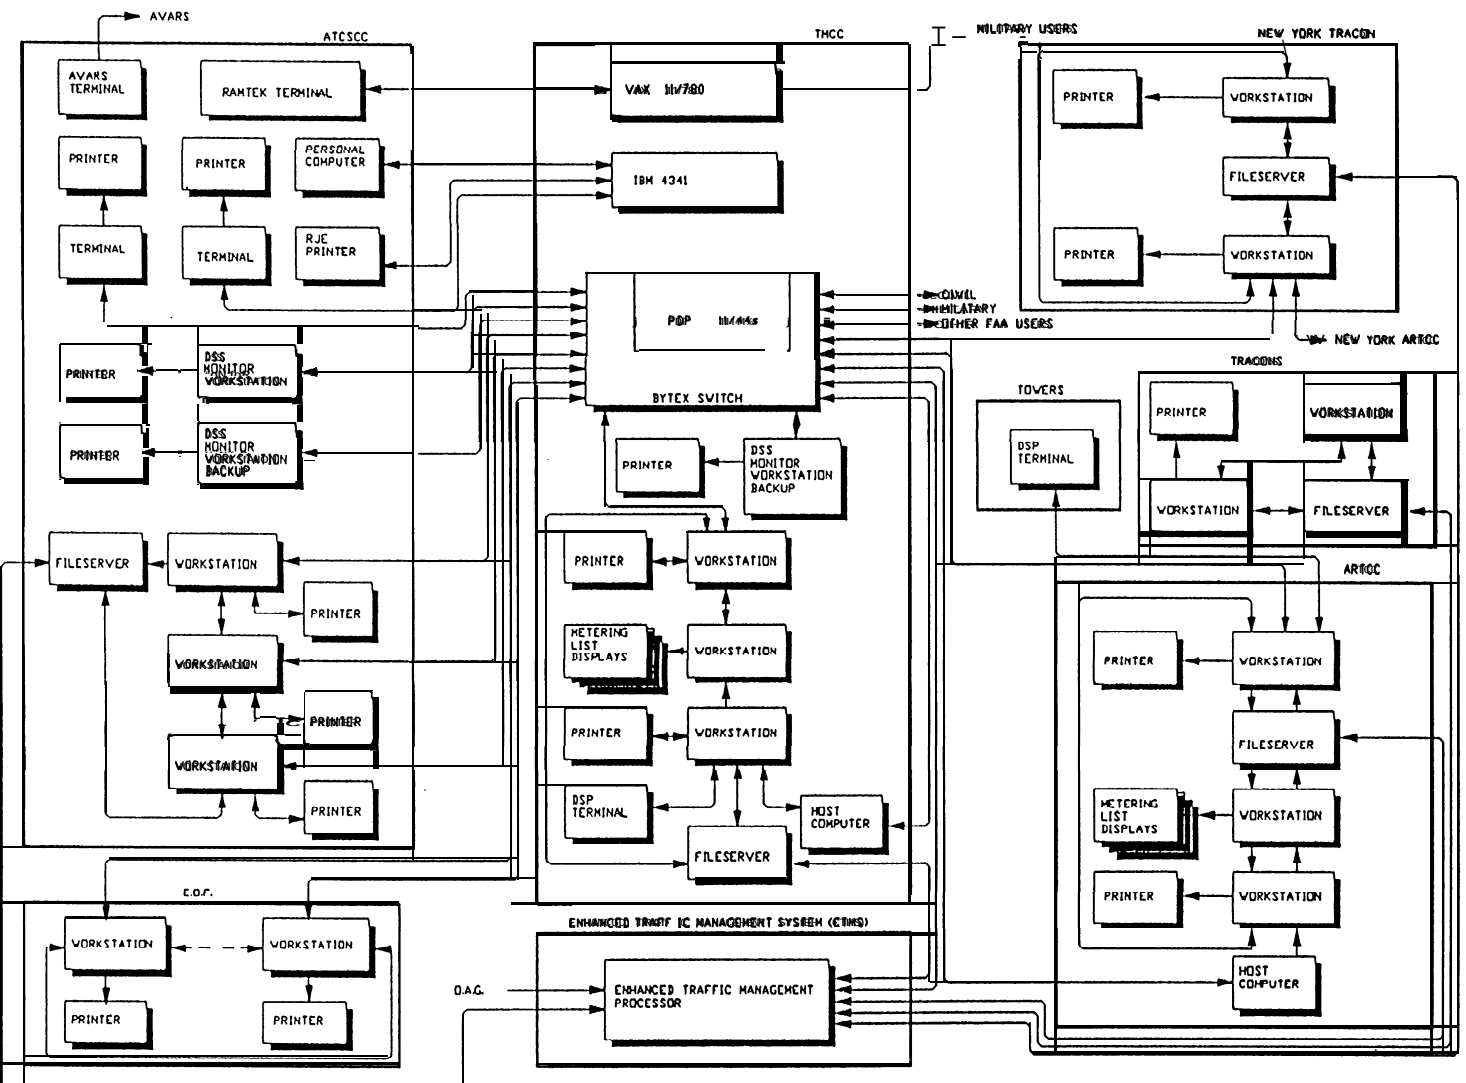 AVARS
ATCSCC
AVARS
TERMINAL
RAMTEK TERMINAL
PRINTER
PRINTER
PERSONAL
COMPUTER
TERMINAL
TERMINAL
RJE
PRINTER
PRINTER
DSS
MONITOR
WORKSTATION
PRINTER
DSS
MONITOR
WORKSTATION
BACKUP
FILESERVER
WORKSTATION
PRINTER
WORKSTATION
PRINTER
WORKSTATION
PRINTER
WORKSTATION
WORKSTATION
PRINTER
PRINTER
VAX 11/780
IBM 4341
PDP 11/44s
BYTEX SWITCH
PRINTER
DSS
MONITOR
WORKSTATION
BACKUP
PRINTER
WORKSTATION
METERING
LIST
DISPLAYS
WORKSTATION
PRINTER
WORKSTATION
DSP
TERMINAL
HOST
COMPUTER
FILESERVER
ENHANCED TRAFFIC MANAGEMENT SYSTEM (ETMS)
O.A.G.
ENHANCED TRAFFIC MANAGEMENT
PROCESSOR
MILITARY USERS
CIVIL
MILITARY
OTHER FAA USERS
NEW YORK TRACON
PRINTER
WORKSTATION
FILESERVER
PRINTER
WORKSTATION
NEW YORK ARTCC
TRACONS
TOWERS
DSP
TERMINAL
PRINTER
WORKSTATION
WORKSTATION
FILESERVER
ARTCC
PRINTER
WORKSTATION
FILESERVER
METERING
LIST
DISPLAYS
WORKSTATION
PRINTER
WORKSTATION
HOST
COMPUTER